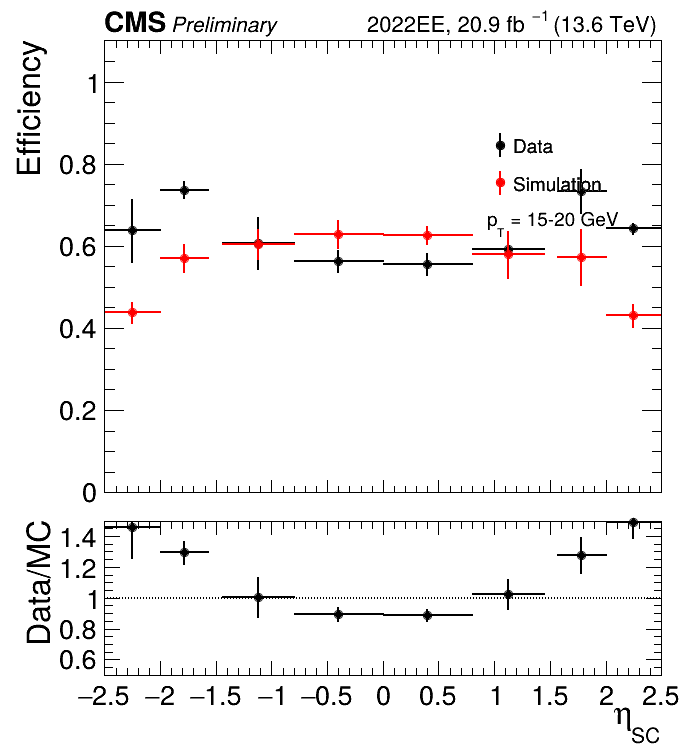 CMS Preliminary 2022EE, 20.9 fb⁻¹ (13.6 TeV)
Efficiency
1
0.8
0.6
0.4
0.2
0
Data
Simulation
p_T = 15-20 GeV
Data/MC
1.4
1.2
1
0.8
0.6
−2.5 −2 −1.5 −1 −0.5 0 0.5 1 1.5 2 2.5
η_SC